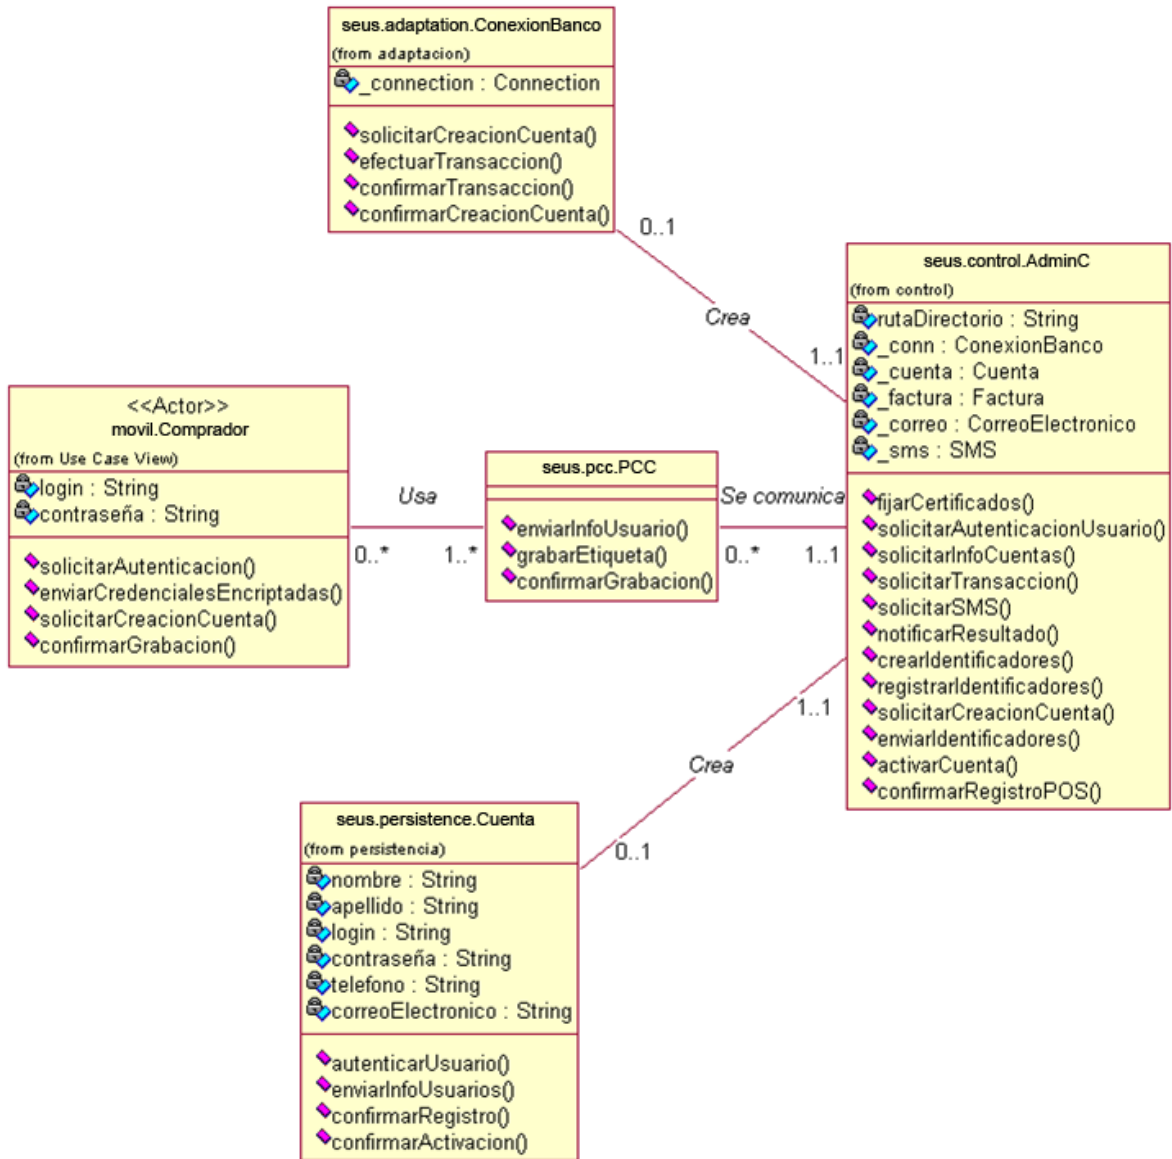 seus.adaptation.ConexionBanco
(from adaptacion)
_connection : Connection
solicitarCreacionCuenta()
efectuarTransaccion()
confirmarTransaccion()
confirmarCreacionCuenta()
0..1
Crea
1..1
seus.control.AdminC
(from control)
rutaDirectorio : String
_conn : ConexionBanco
_cuenta : Cuenta
_factura : Factura
_correo : CorreoElectronico
_sms : SMS
fijarCertificados()
solicitarAutenticacionUsuario()
solicitarInfoCuentas()
solicitarTransaccion()
solicitarSMS()
notificarResultado()
crearIdentificadores()
registrarIdentificadores()
solicitarCreacionCuenta()
enviarIdentificadores()
activarCuenta()
confirmarRegistroPOS()
<<Actor>>
movil.Comprador
(from Use Case View)
login : String
contraseña : String
solicitarAutenticacion()
enviarCredencialesEncriptadas()
solicitarCreacionCuenta()
confirmarGrabacion()
Usa
0..*
1..*
seus.pcc.PCC
enviarInfoUsuario()
grabarEtiqueta()
confirmarGrabacion()
Se comunica
0..*
1..1
1..1
Crea
0..1
seus.persistence.Cuenta
(from persistencia)
nombre : String
apellido : String
login : String
contraseña : String
telefono : String
correoElectronico : String
autenticarUsuario()
enviarInfoUsuarios()
confirmarRegistro()
confirmarActivacion()